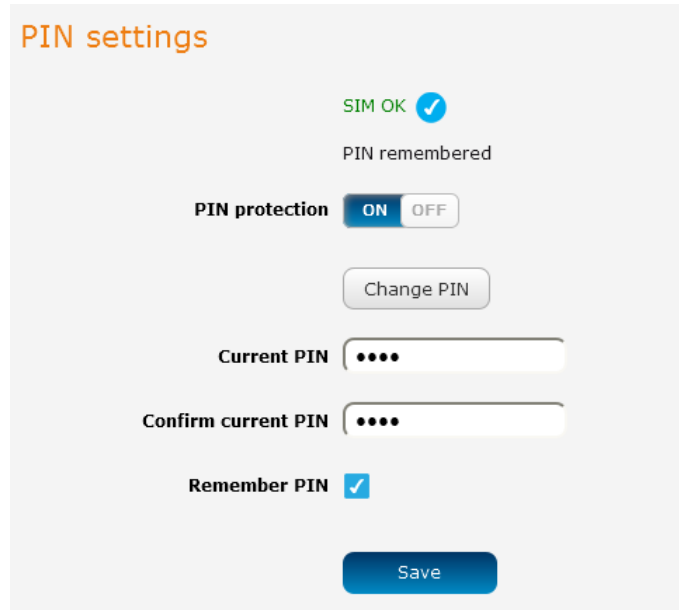 PIN settings
SIM OK
PIN remembered
PIN protection ON OFF
Change PIN
Current PIN ••••
Confirm current PIN ••••
Remember PIN
Save